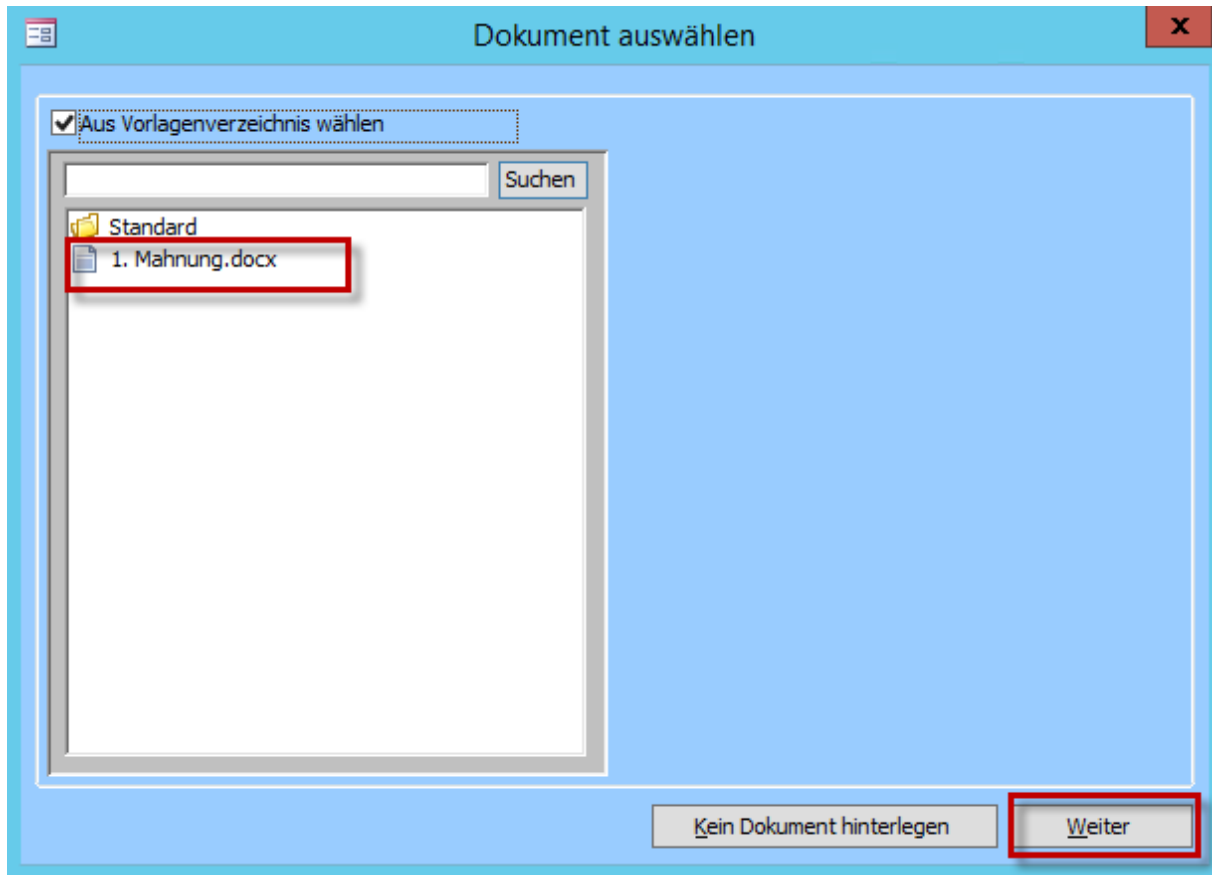 Dokument auswählen
x
Aus Vorlagenverzeichnis wählen
Suchen
Standard
1. Mahnung.docx
Kein Dokument hinterlegen
Weiter